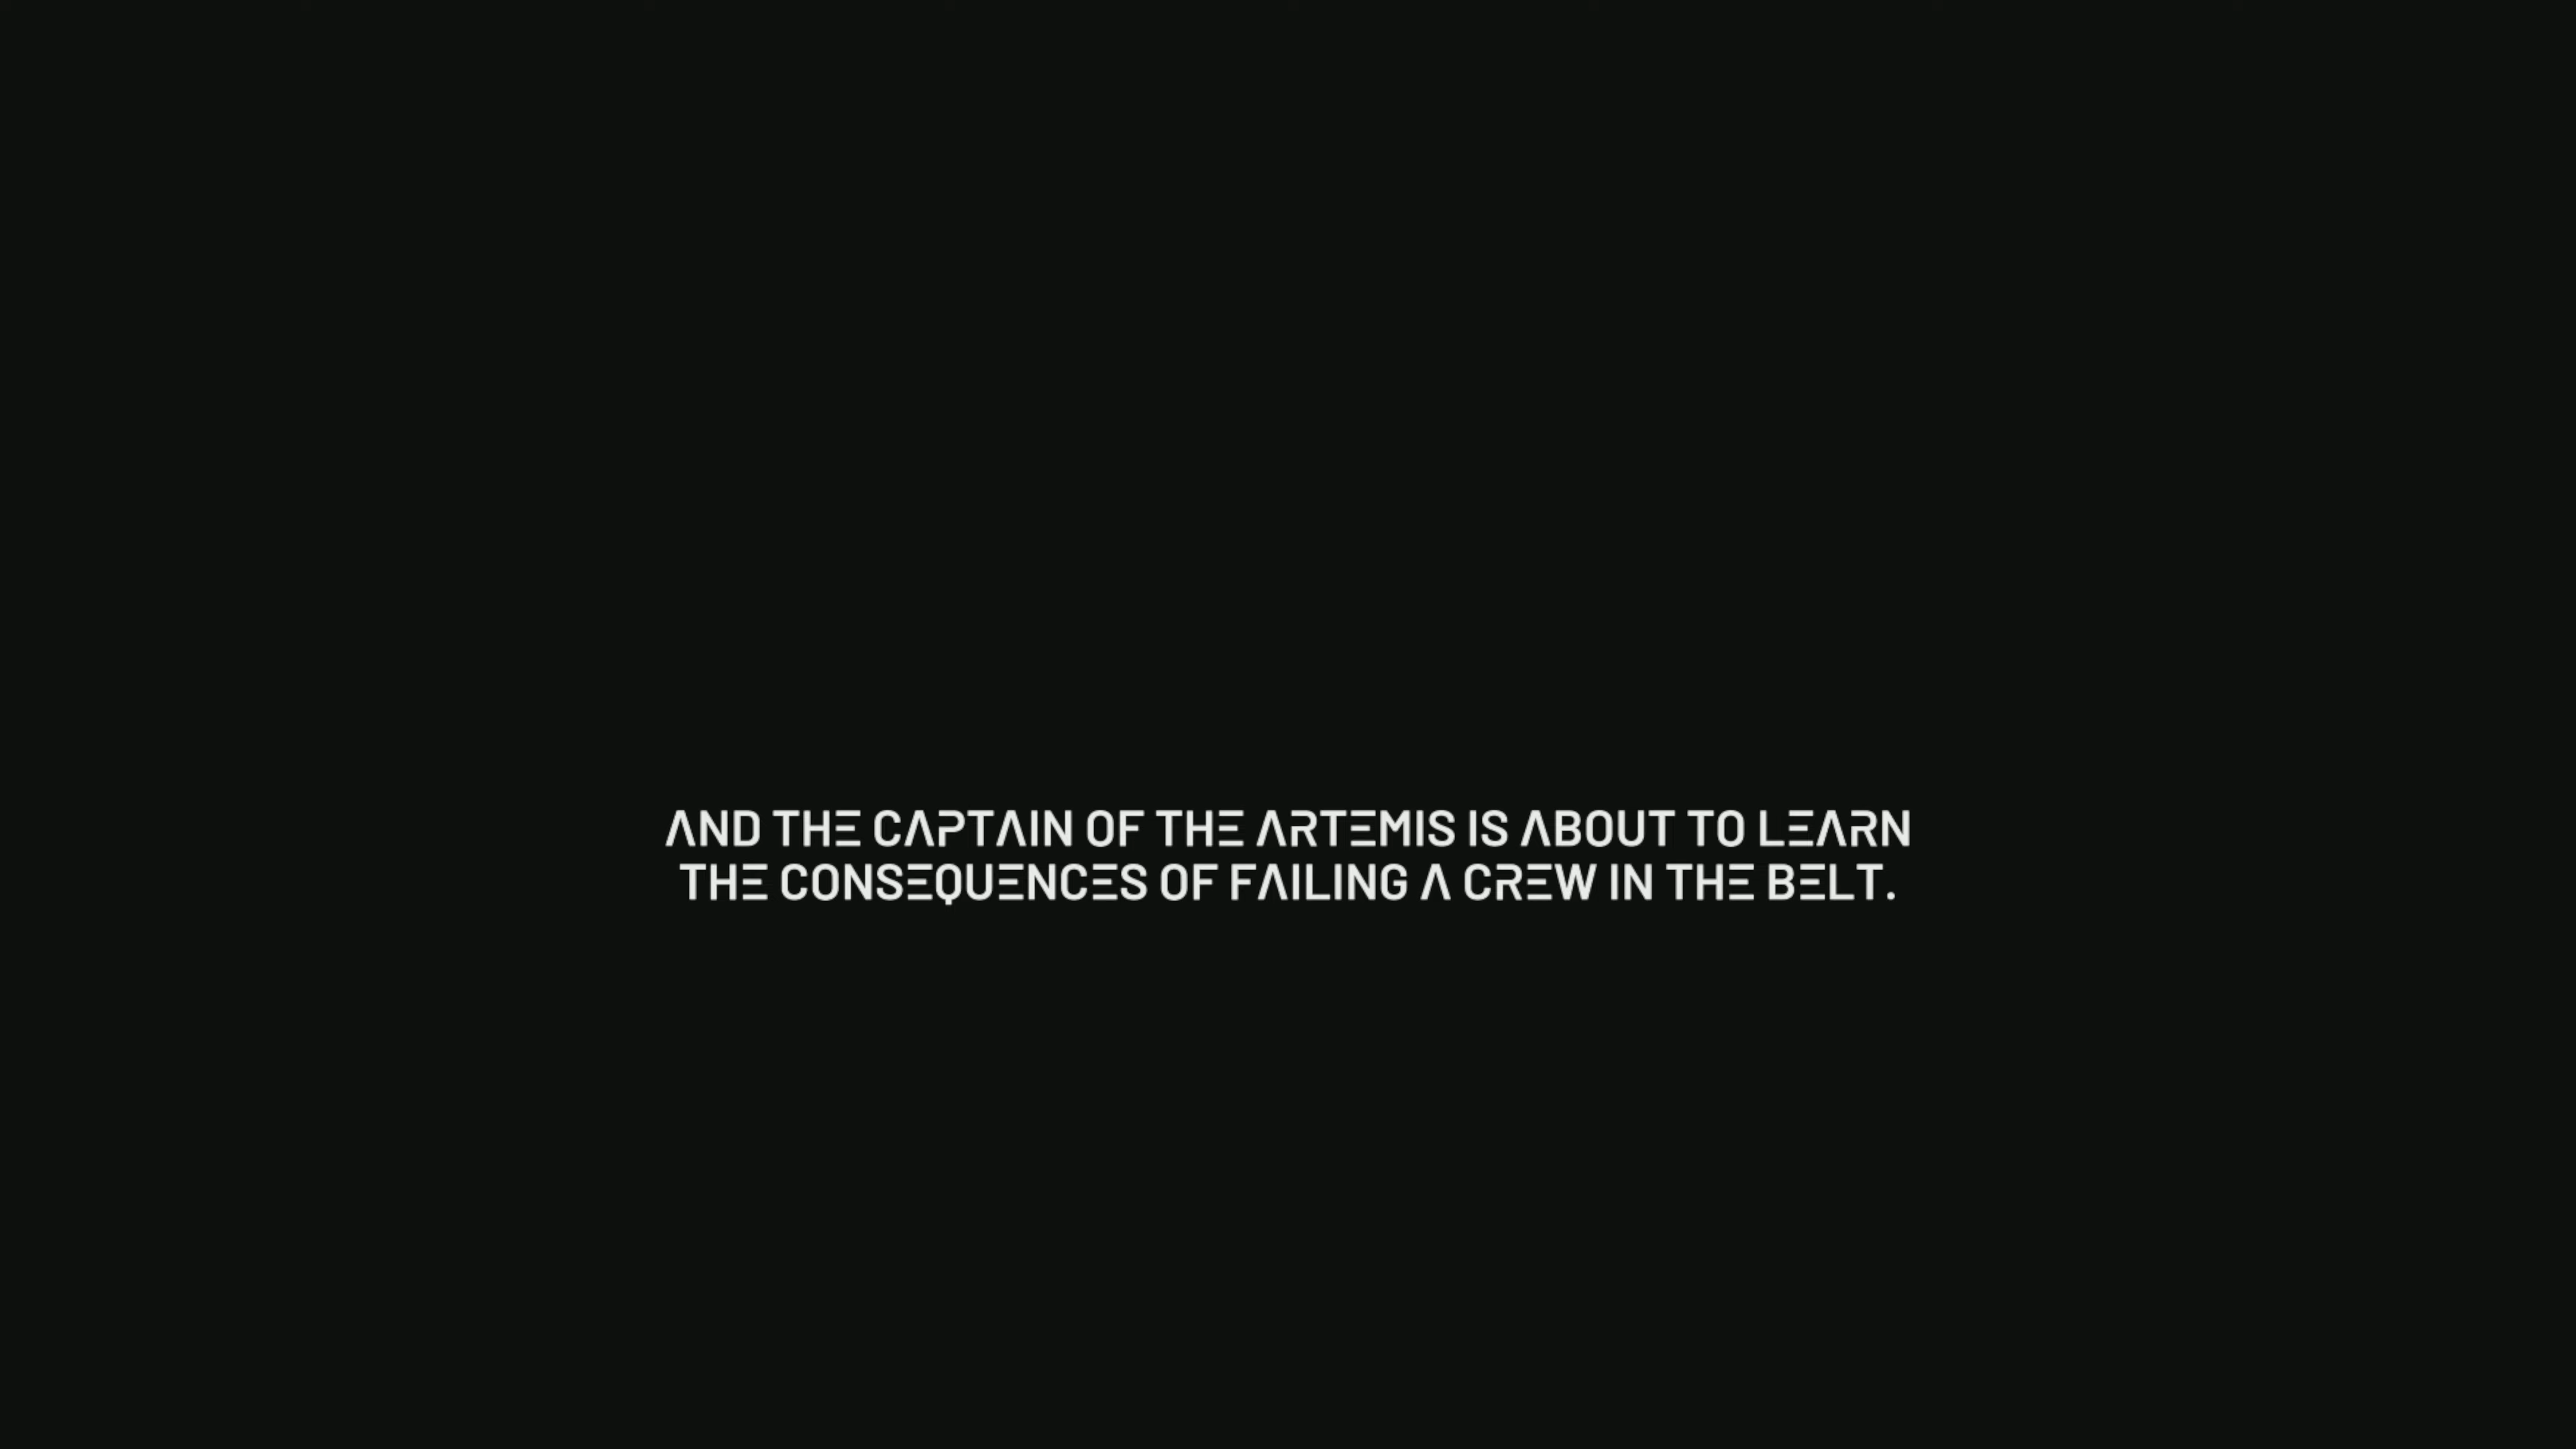 AND THE CAPTAIN OF THE ARTEMIS IS ABOUT TO LEARN
THE CONSEQUENCES OF FAILING A CREW IN THE BELT.